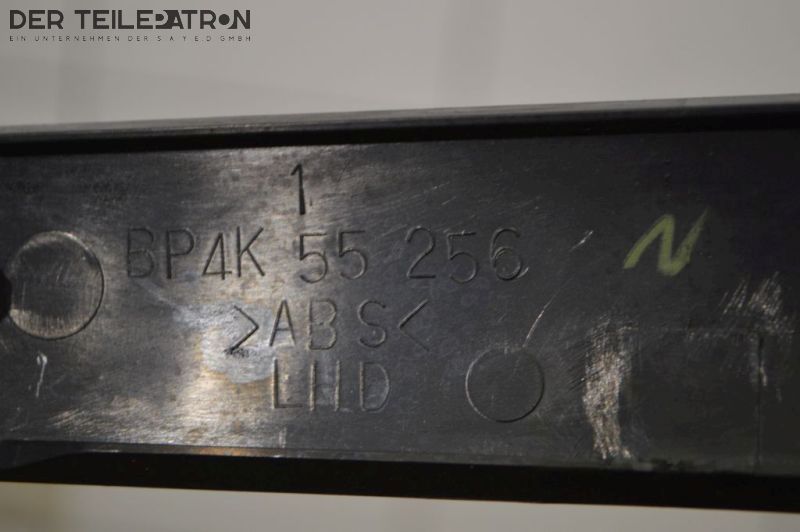 DER TEILEPATRON
EIN UNTERNEHMEN DER S A Y E D GMBH
1
BP4K 55 256
>ABS<
LHD
N